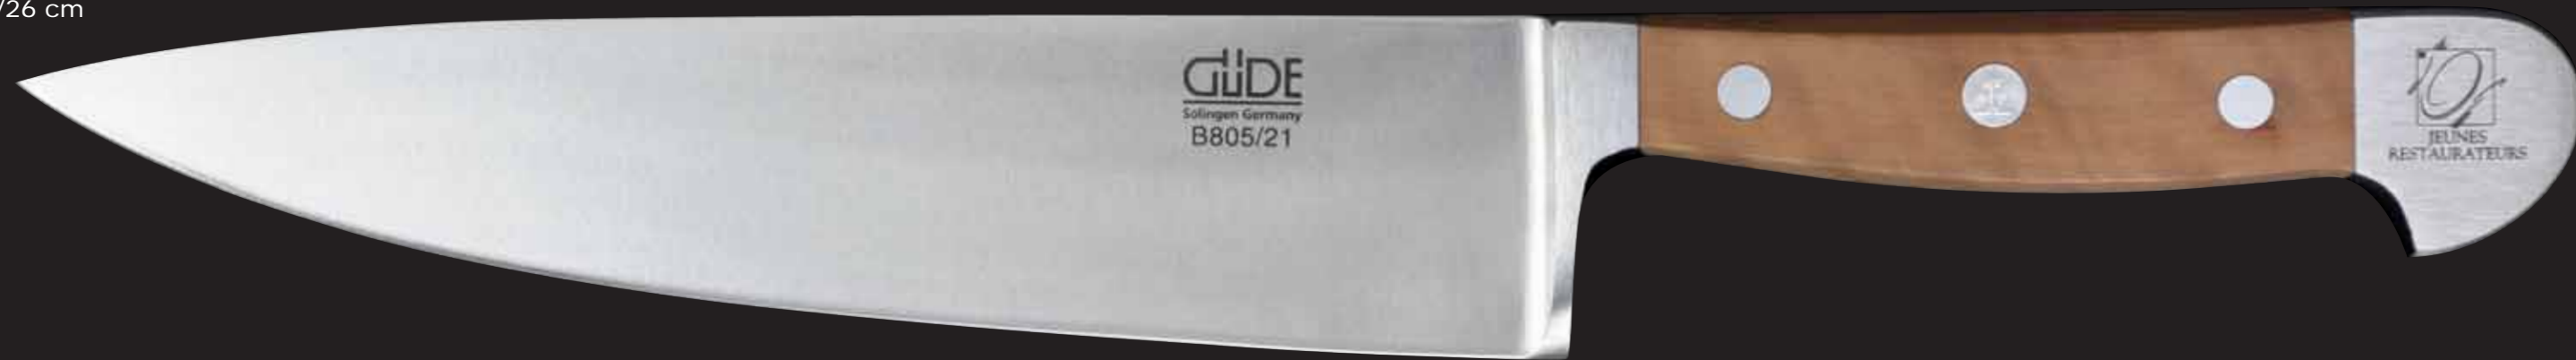 /26 cm
GÜDE
Solingen Germany
B805/21
JEUNES
RESTAURATEURS